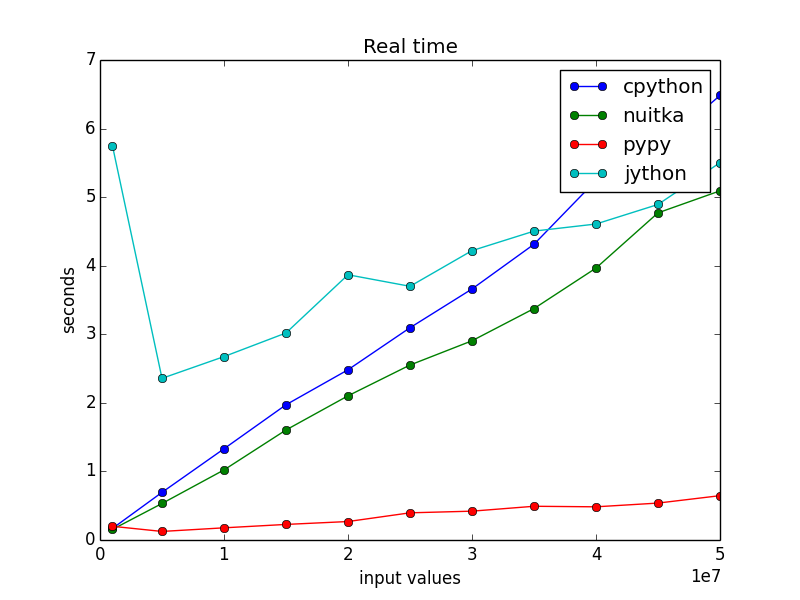 Real time
7
6
5
4
3
2
1
0
seconds
cpython
nuitka
pypy
jython
0 1 2 3 4 5
1e7
input values